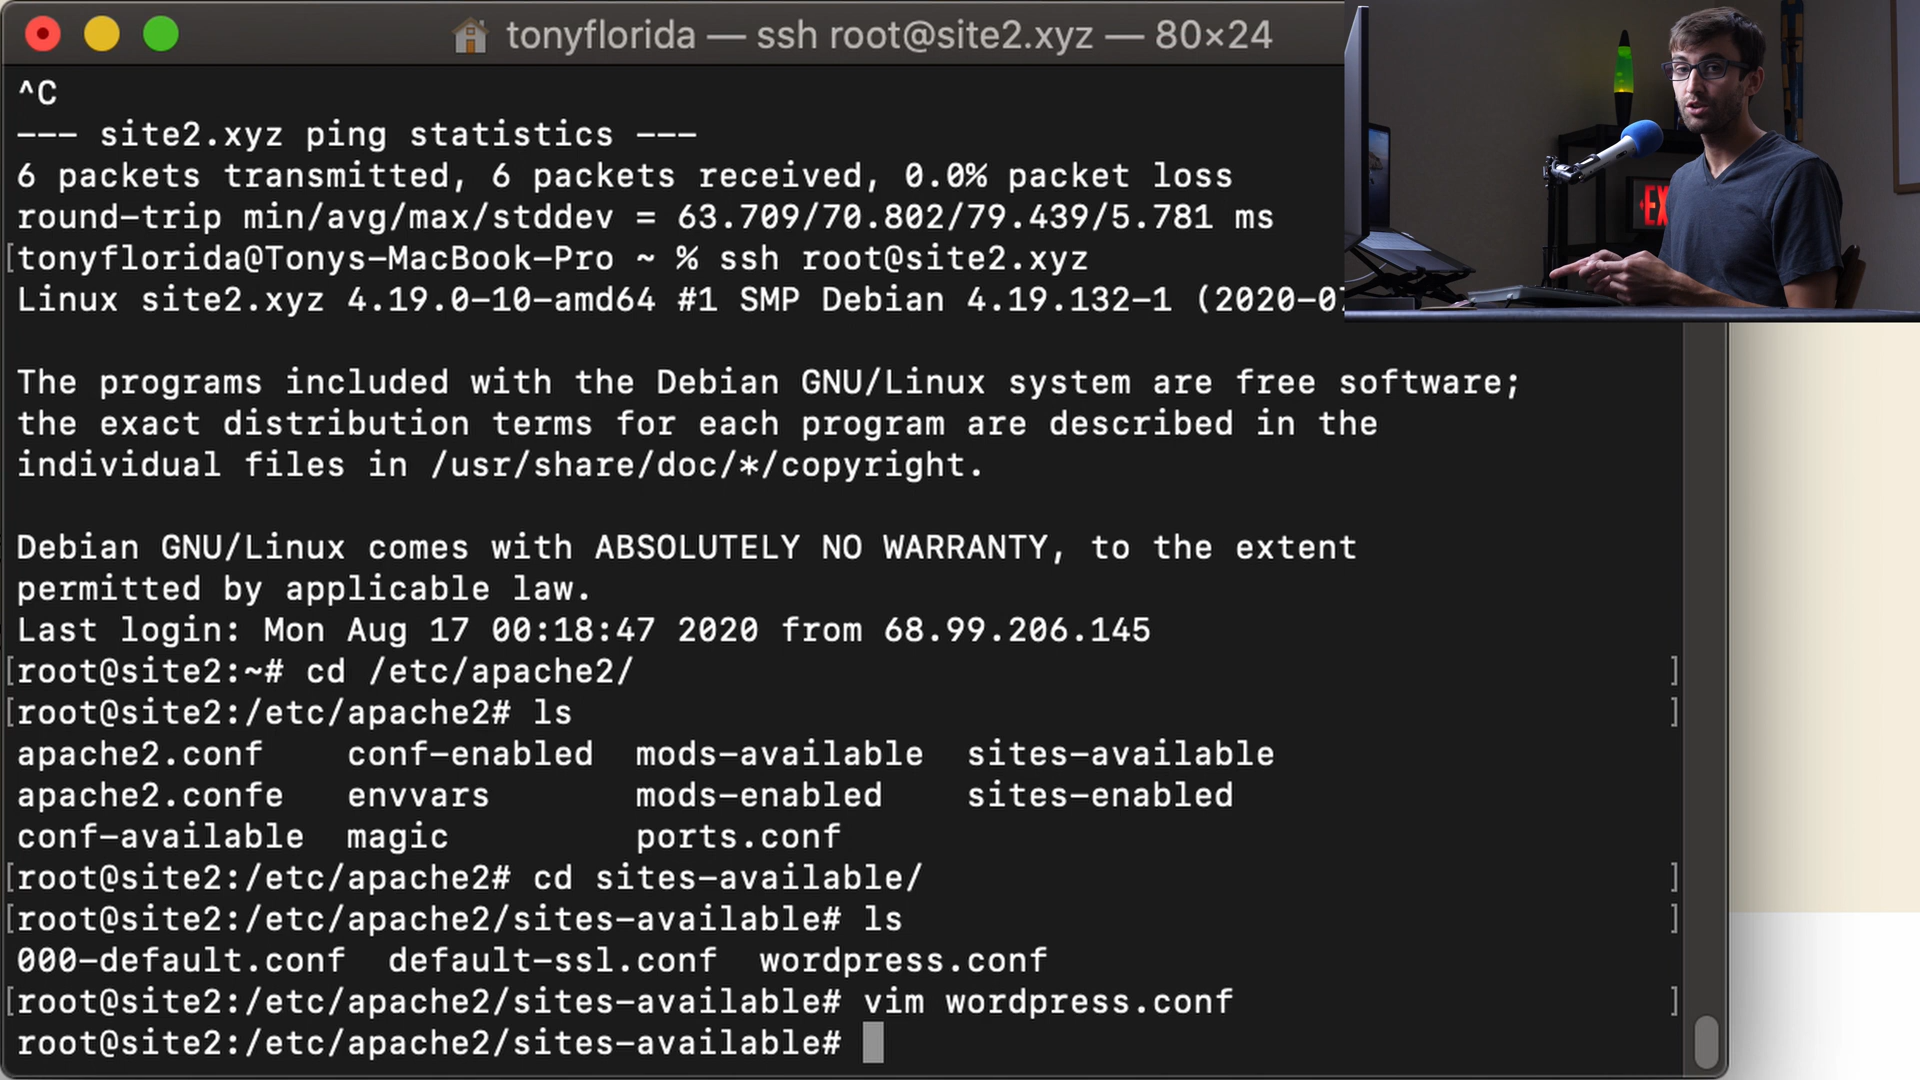 tonyflorida — ssh root@site2.xyz — 80×24
^C
--- site2.xyz ping statistics ---
6 packets transmitted, 6 packets received, 0.0% packet loss
round-trip min/avg/max/stddev = 63.709/70.802/79.439/5.781 ms
[tonyflorida@Tonys-MacBook-Pro ~ % ssh root@site2.xyz
Linux site2.xyz 4.19.0-10-amd64 #1 SMP Debian 4.19.132-1 (2020-07
EX
The programs included with the Debian GNU/Linux system are free software;
the exact distribution terms for each program are described in the
individual files in /usr/share/doc/*/copyright.
Debian GNU/Linux comes with ABSOLUTELY NO WARRANTY, to the extent
permitted by applicable law.
Last login: Mon Aug 17 00:18:47 2020 from 68.99.206.145
[root@site2:~# cd /etc/apache2/ ]
[root@site2:/etc/apache2# ls ]
apache2.conf conf-enabled mods-available sites-available
apache2.confe envvars mods-enabled sites-enabled
conf-available magic ports.conf
[root@site2:/etc/apache2# cd sites-available/ ]
[root@site2:/etc/apache2/sites-available# ls ]
000-default.conf default-ssl.conf wordpress.conf
[root@site2:/etc/apache2/sites-available# vim wordpress.conf ]
root@site2:/etc/apache2/sites-available#